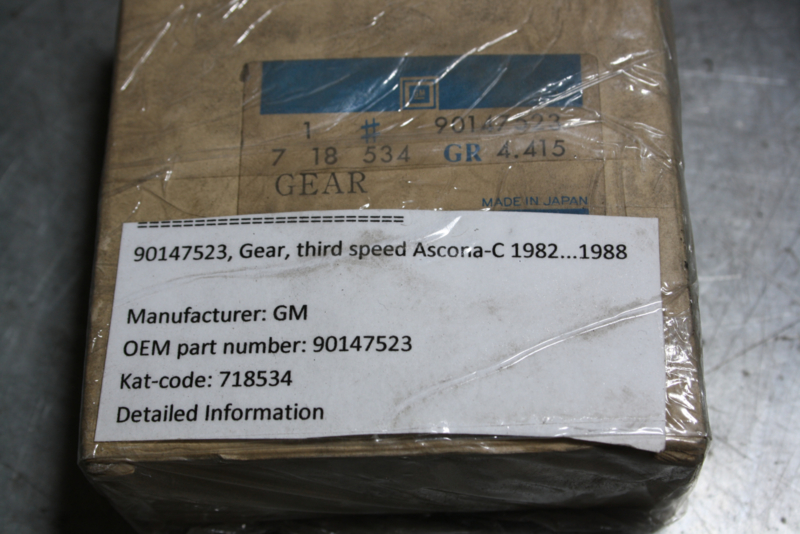 1 # 90147523
7 18 534 GR 4.415
GEAR
MADE IN JAPAN
==============================
90147523, Gear, third speed Ascona-C 1982...1988
Manufacturer: GM
OEM part number: 90147523
Kat-code: 718534
Detailed Information